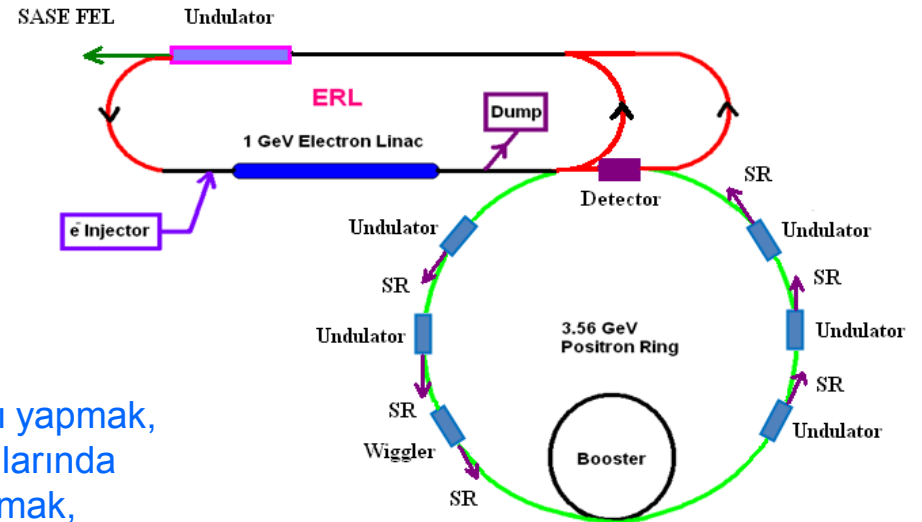 SASE FEL
Undulator
ERL
Dump
1 GeV Electron Linac
e⁻ Injector
Detector
SR
Undulator
Undulator
SR
SR
Undulator
3.56 GeV
Positron Ring
Undulator
SR
SR
Wiggler
Undulator
SR
Booster
yapmak,
larında